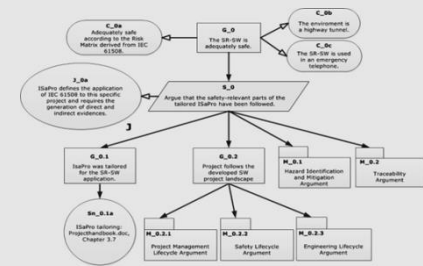 C_0a
Adequately safe
according to the Risk
Matrix derived from IEC
61508.
G_0
The SR-SW is
adequately safe.
C_0b
The enviroment is
a highway tunnel.
C_0c
The SR-SW is used
in an emergency
telephone.
J_0a
ISaPro defines the application
of IEC 61508 to this specific
project and requires the
generation of direct and
indirect evidences.
J
S_0
Argue that the safety-relevant parts of the
tailored ISaPro have been followed.
G_0.1
IsaPro was tailored
for the SR-SW
application.
G_0.2
Project follows the
developed SW
project landscape
M_0.1
Hazard Identification
and Mitigation
Argument
M_0.2
Traceability
Argument
Sn_0.1a
ISaPro tailoring:
Projecthandbook.doc,
Chapter 3.7
M_0.2.1
Project Management
Lifecycle Argument
M_0.2.2
Safety Lifecycle
Argument
M_0.2.3
Engineering Lifecycle
Argument